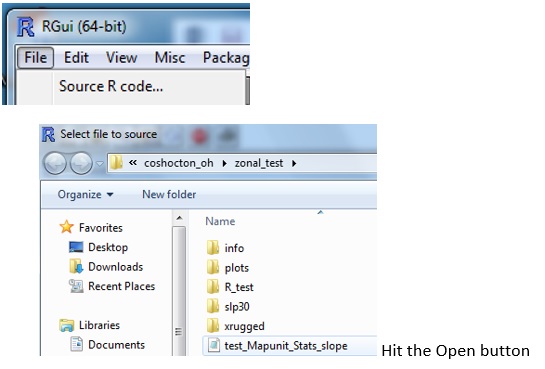 RGui (64-bit)
File Edit View Misc Packag
Source R code...
Select file to source
« coshocton_oh zonal_test
Organize New folder
Favorites
Desktop
Downloads
Recent Places
Libraries
Documents
Name
info
plots
R_test
slp30
xrugged
test_Mapunit_Stats_slope
Hit the Open button